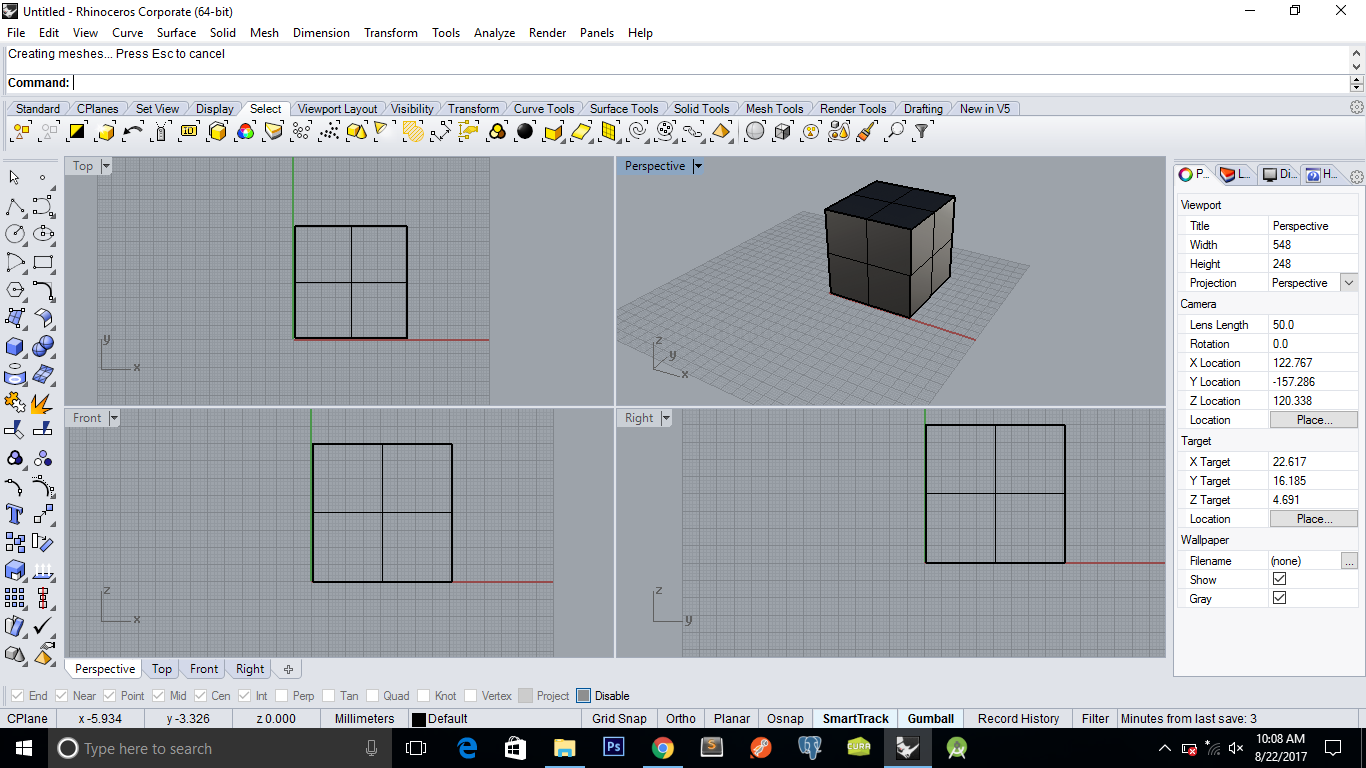 Untitled - Rhinoceros Corporate (64-bit)
File Edit View Curve Surface Solid Mesh Dimension Transform Tools Analyze Render Panels Help
Creating meshes... Press Esc to cancel
Command:
Standard CPlanes Set View Display Select Viewport Layout Visibility Transform Curve Tools Surface Tools Solid Tools Mesh Tools Render Tools Drafting New in V5
ID
Top
Perspective
P... L... Di... H...
Viewport
Title Perspective
Width 548
Height 248
Projection Perspective
Camera
Lens Length 50.0
Rotation 0.0
X Location 122.767
Y Location -157.286
Z Location 120.338
Location Place...
Target
X Target 22.617
Y Target 16.185
Z Target 4.691
Location Place...
Wallpaper
Filename (none) ...
Show
Gray
y
x
z
y
x
Front
Right
z
x
z
y
Perspective Top Front Right
End Near Point Mid Cen Int Perp Tan Quad Knot Vertex Project Disable
CPlane x -5.934 y -3.326 z 0.000 Millimeters Default Grid Snap Ortho Planar Osnap SmartTrack Gumball Record History Filter Minutes from last save: 3
Type here to search
Ps
S
CURA
10:08 AM
8/22/2017